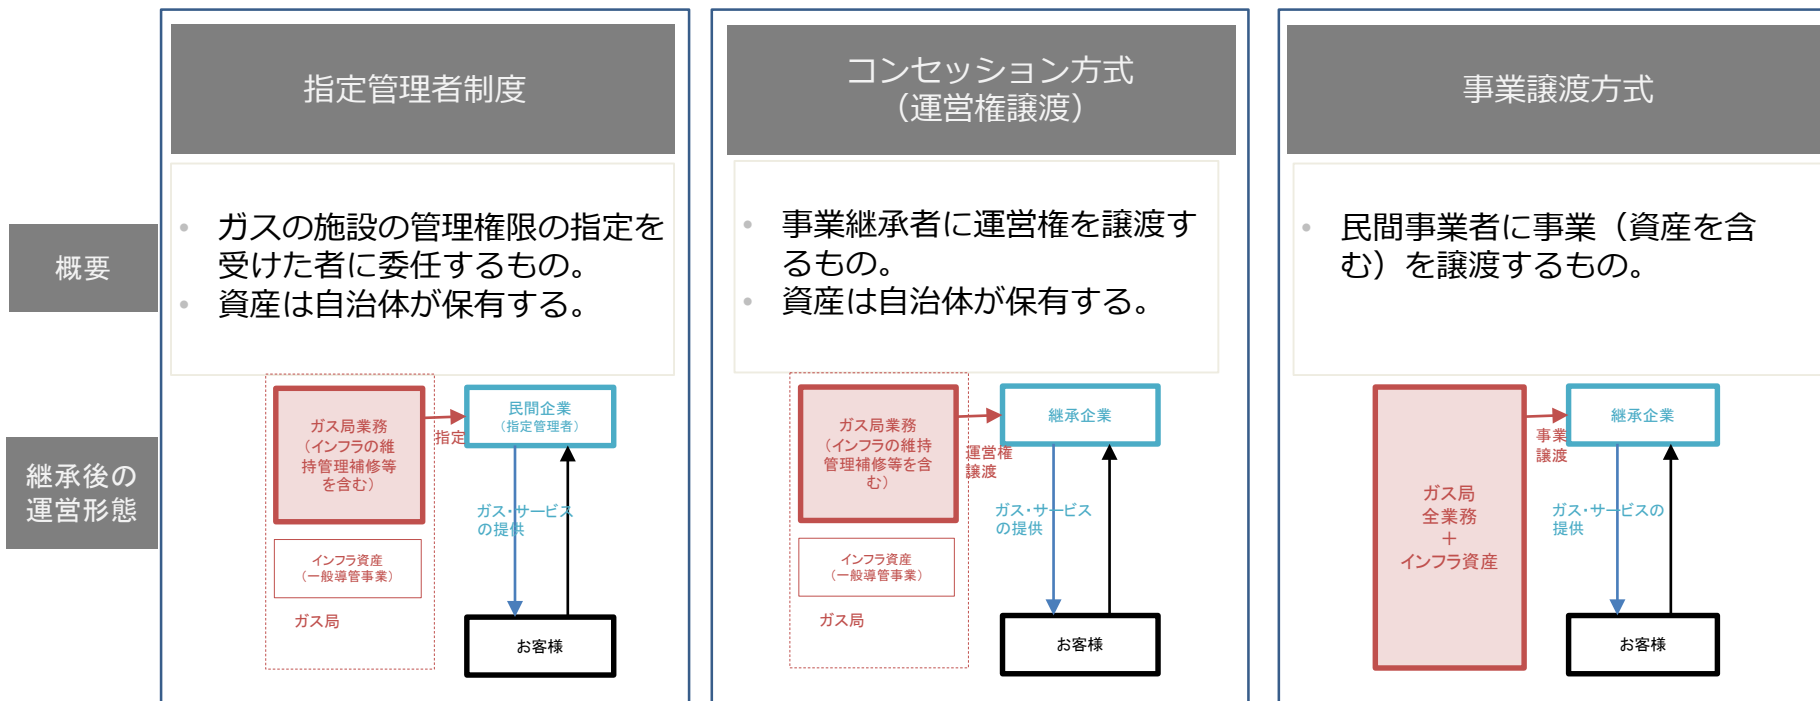 指定管理者制度
コンセッション方式
（運営権譲渡）
事業譲渡方式
概要
• ガスの施設の管理権限の指定を
受けた者に委任するもの。
• 資産は自治体が保有する。
• 事業継承者に運営権を譲渡す
るもの。
• 資産は自治体が保有する。
• 民間事業者に事業（資産を含
む）を譲渡するもの。
継承後の
運営形態
ガス局業務
（インフラの維
持管理補修等
を含む）
指定
民間企業
（指定管理者）
ガス・サービス
の提供
インフラ資産
（一般導管事業）
ガス局
お客様
ガス局業務
（インフラの維持
管理補修等を含
む）
運営権
譲渡
継承企業
ガス・サービス
の提供
インフラ資産
（一般導管事業）
ガス局
お客様
ガス局
全業務
＋
インフラ資産
事業
譲渡
継承企業
ガス・サービスの
提供
お客様